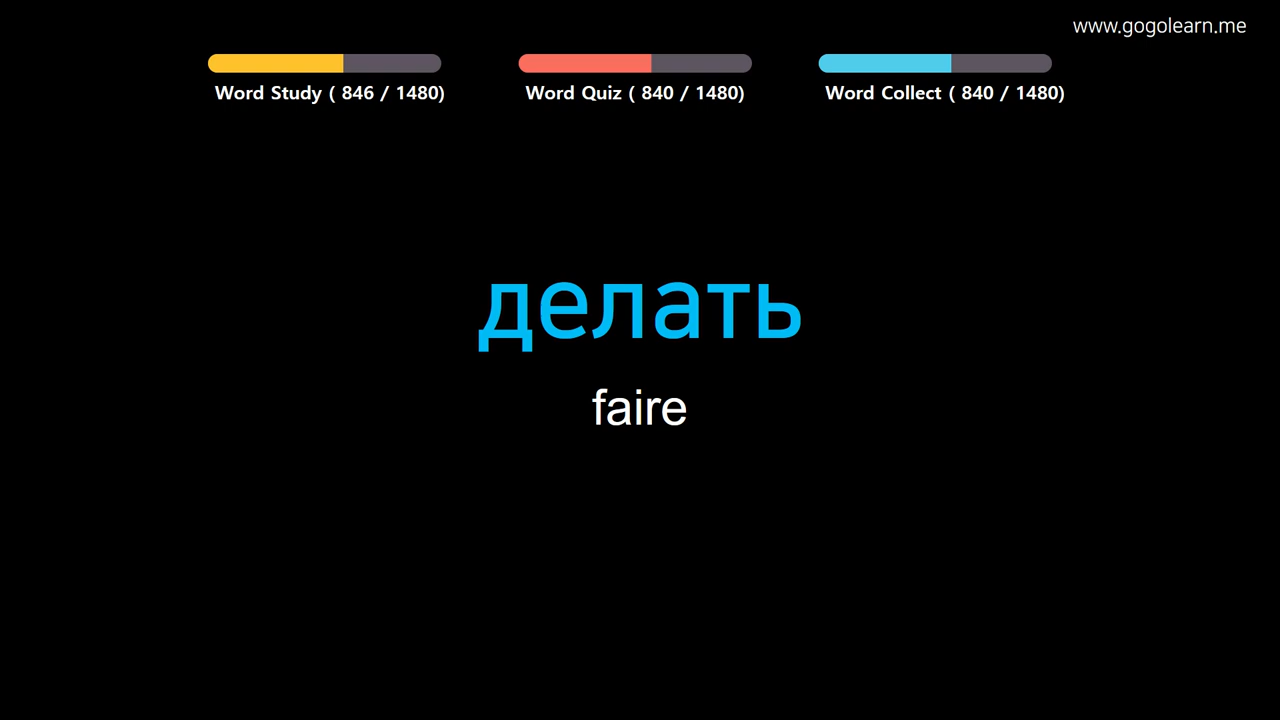 www.gogolearn.me
Word Study ( 846 / 1480)
Word Quiz ( 840 / 1480)
Word Collect ( 840 / 1480)
делать
faire